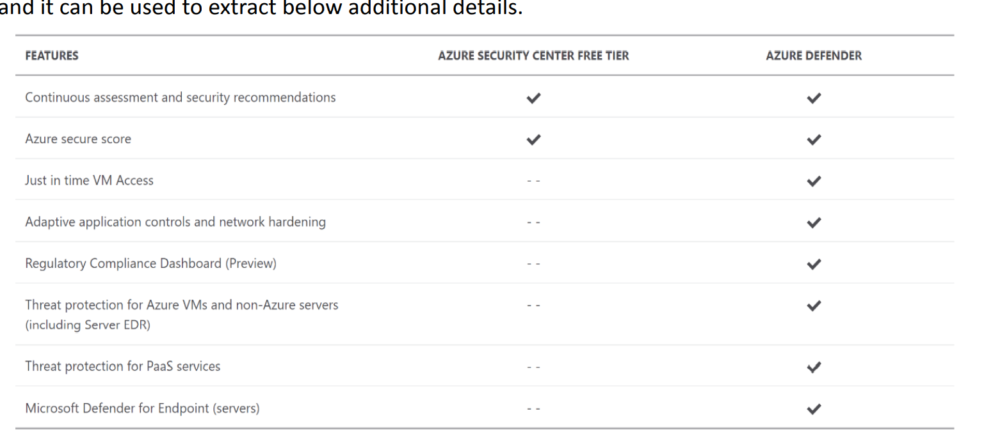 and it can be used to extract below additional details.
FEATURES AZURE SECURITY CENTER FREE TIER AZURE DEFENDER
Continuous assessment and security recommendations ✔ ✔
Azure secure score ✔ ✔
Just in time VM Access - - ✔
Adaptive application controls and network hardening - - ✔
Regulatory Compliance Dashboard (Preview) - - ✔
Threat protection for Azure VMs and non-Azure servers - - ✔
(including Server EDR)
Threat protection for PaaS services - - ✔
Microsoft Defender for Endpoint (servers) - - ✔